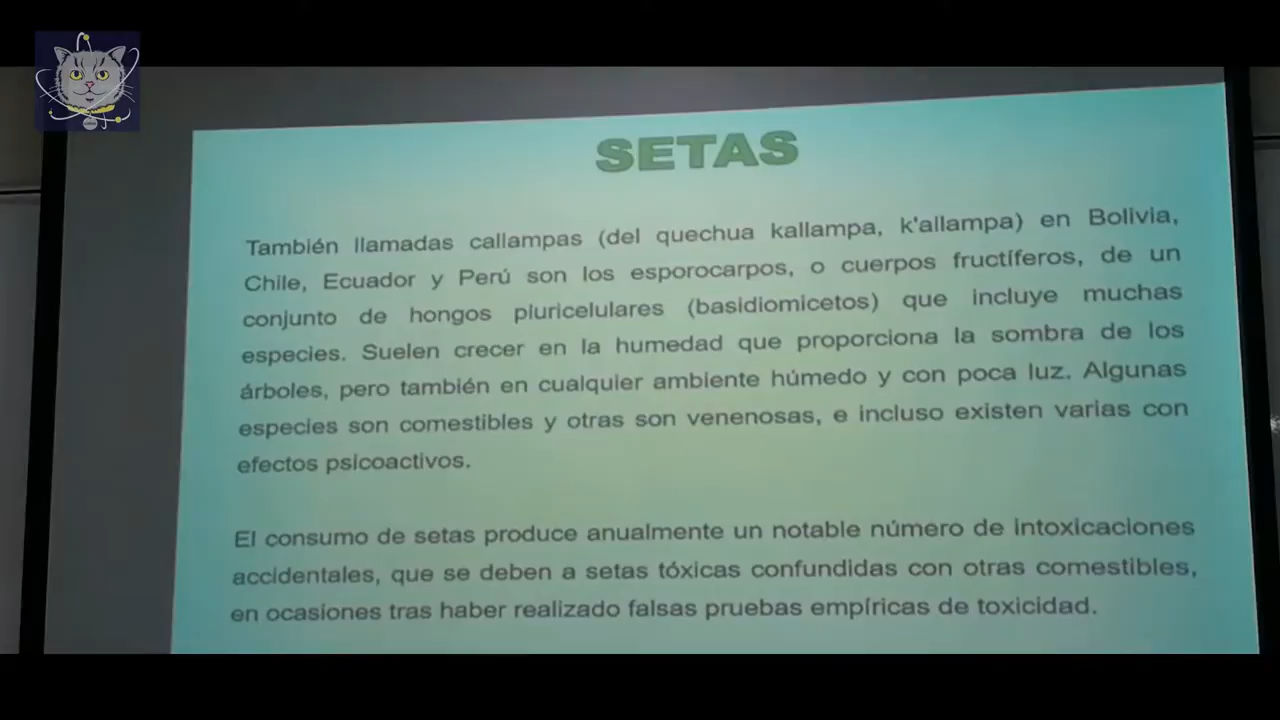 SETAS
También llamadas callampas (del quechua kallampa, k'allampa) en Bolivia,
Chile, Ecuador y Perú son los esporocarpos, o cuerpos fructíferos, de un
conjunto de hongos pluricelulares (basidiomicetos) que incluye muchas
especies. Suelen crecer en la humedad que proporciona la sombra de los
árboles, pero también en cualquier ambiente húmedo y con poca luz. Algunas
especies son comestibles y otras son venenosas, e incluso existen varias con
efectos psicoactivos.
El consumo de setas produce anualmente un notable número de intoxicaciones
accidentales, que se deben a setas tóxicas confundidas con otras comestibles,
en ocasiones tras haber realizado falsas pruebas empíricas de toxicidad.